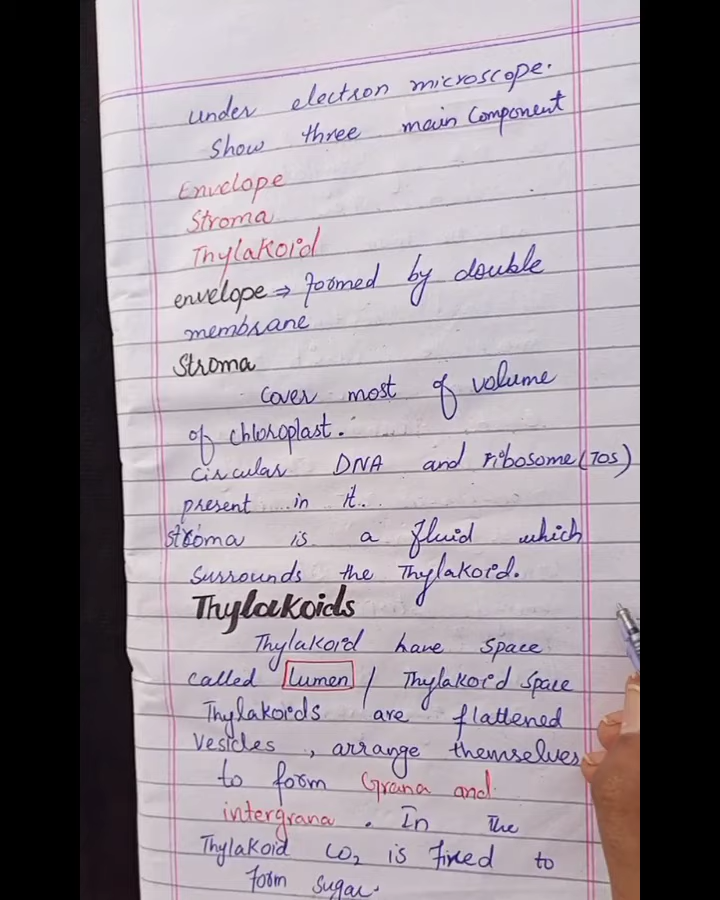 under electron microscope.
Show three main Component
Envelope
Stroma
Thylakoid
envelope ⇒ formed by double
membrane
Stroma
Cover most of volume
of chloroplast.
circular DNA and ribosome (70s)
present in it.
stroma is a fluid which
surrounds the Thylakoid.
Thylakoids
Thylakoid have space
called lumen / Thylakoid space
Thylakoids are flattened
vesicles, arrange themselves
to form Grana and
intergrana. In the
Thylakoid CO₂ is fixed to
form sugar.